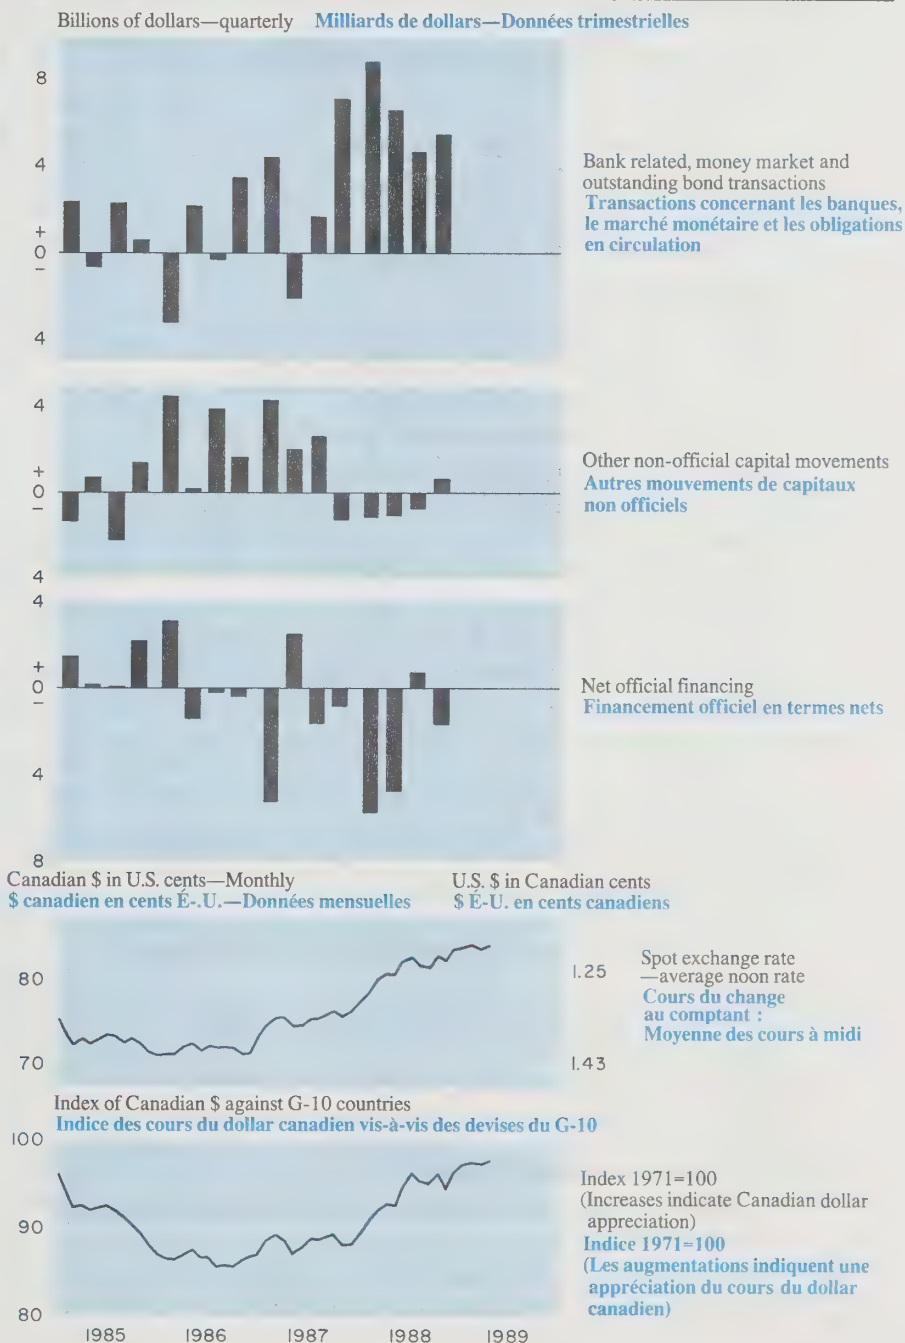 Billions of dollars—quarterly Milliards de dollars—Données trimestrielles
8
4
+
0
−
4
Bank related, money market and
outstanding bond transactions
Transactions concernant les banques,
le marché monétaire et les obligations
en circulation
4
+
0
−
4
Other non-official capital movements
Autres mouvements de capitaux
non officiels
4
+
0
−
4
8
Net official financing
Financement officiel en termes nets
Canadian $ in U.S. cents—Monthly U.S. $ in Canadian cents
$ canadien en cents É-.U.—Données mensuelles $ É-U. en cents canadiens
80
70
1.25
1.43
Spot exchange rate
—average noon rate
Cours du change
au comptant :
Moyenne des cours à midi
Index of Canadian $ against G-10 countries
Indice des cours du dollar canadien vis-à-vis des devises du G-10
100
90
80
Index 1971=100
(Increases indicate Canadian dollar
appreciation)
Indice 1971=100
(Les augmentations indiquent une
appréciation du cours du dollar
canadien)
1985 1986 1987 1988 1989